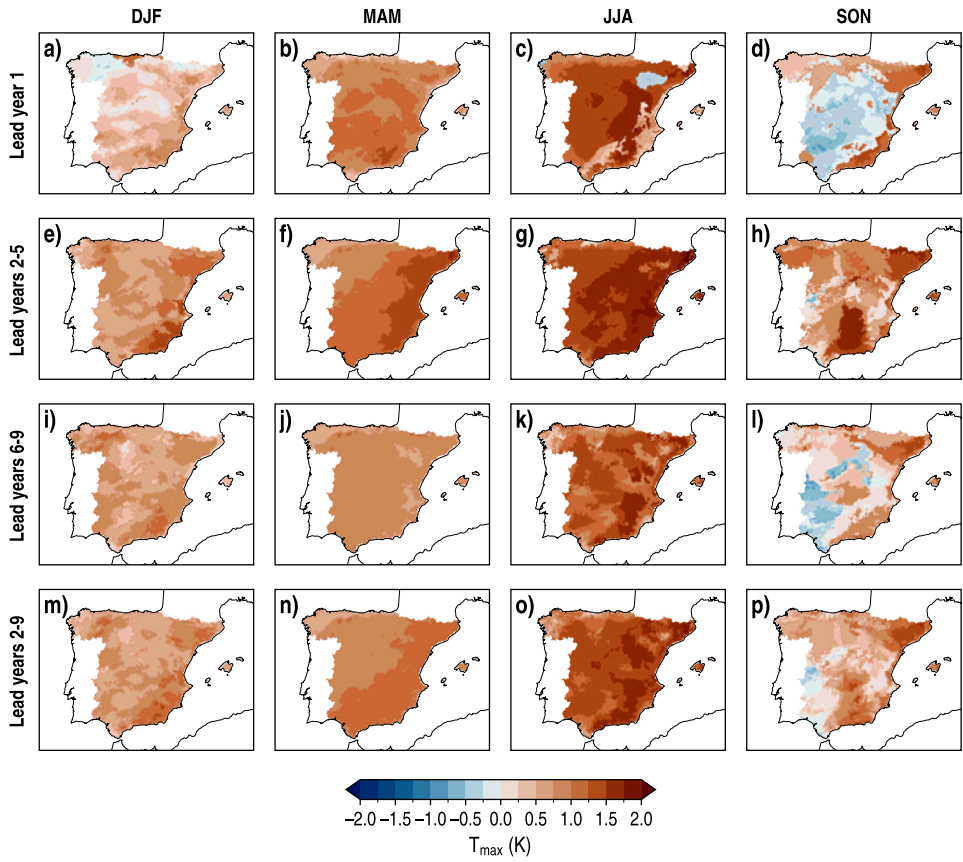 DJF MAM JJA SON
Lead year 1
a) b) c) d)
Lead years 2-5
e) f) g) h)
Lead years 6-9
i) j) k) l)
Lead years 2-9
m) n) o) p)
−2.0 −1.5 −1.0 −0.5 0.0 0.5 1.0 1.5 2.0
Tmax (K)